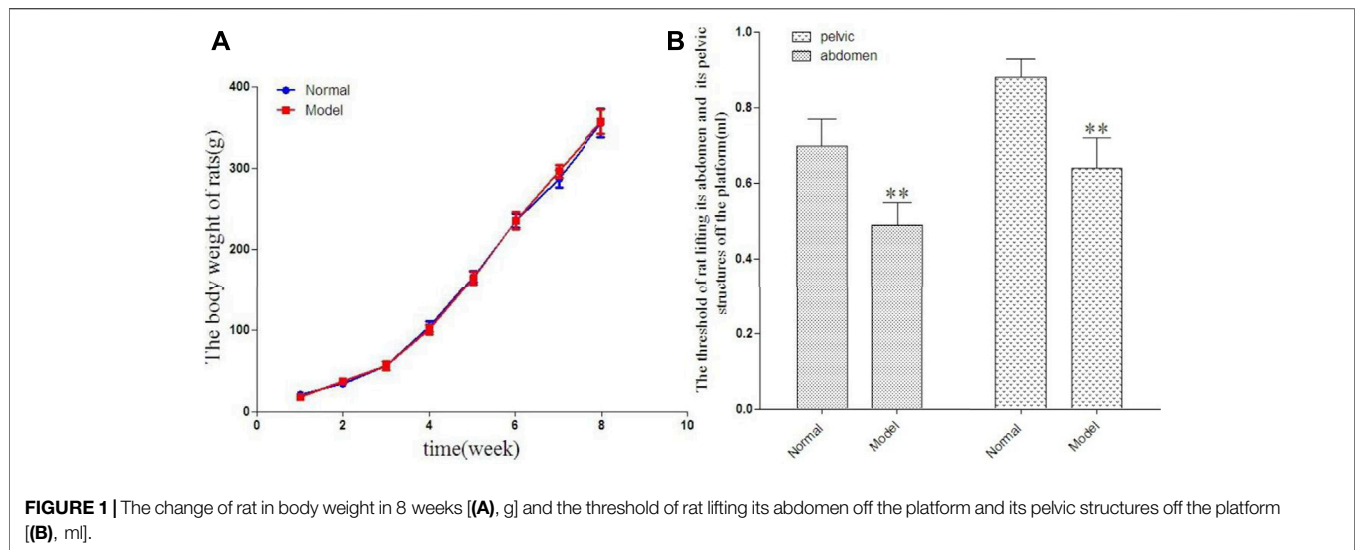 A
The body weight of rats(g)
400
300
200
100
0
Normal
Model
0 2 4 6 8 10
time(week)
B
The threshold of rat lifting its abdomen and its pelvic
structures off the platform(ml)
1.0
0.8
0.6
0.4
0.2
0.0
pelvic
abdomen
**
**
Normal
Model
Normal
Model
FIGURE 1 | The change of rat in body weight in 8 weeks [(A), g] and the threshold of rat lifting its abdomen off the platform and its pelvic structures off the platform
[(B), ml].